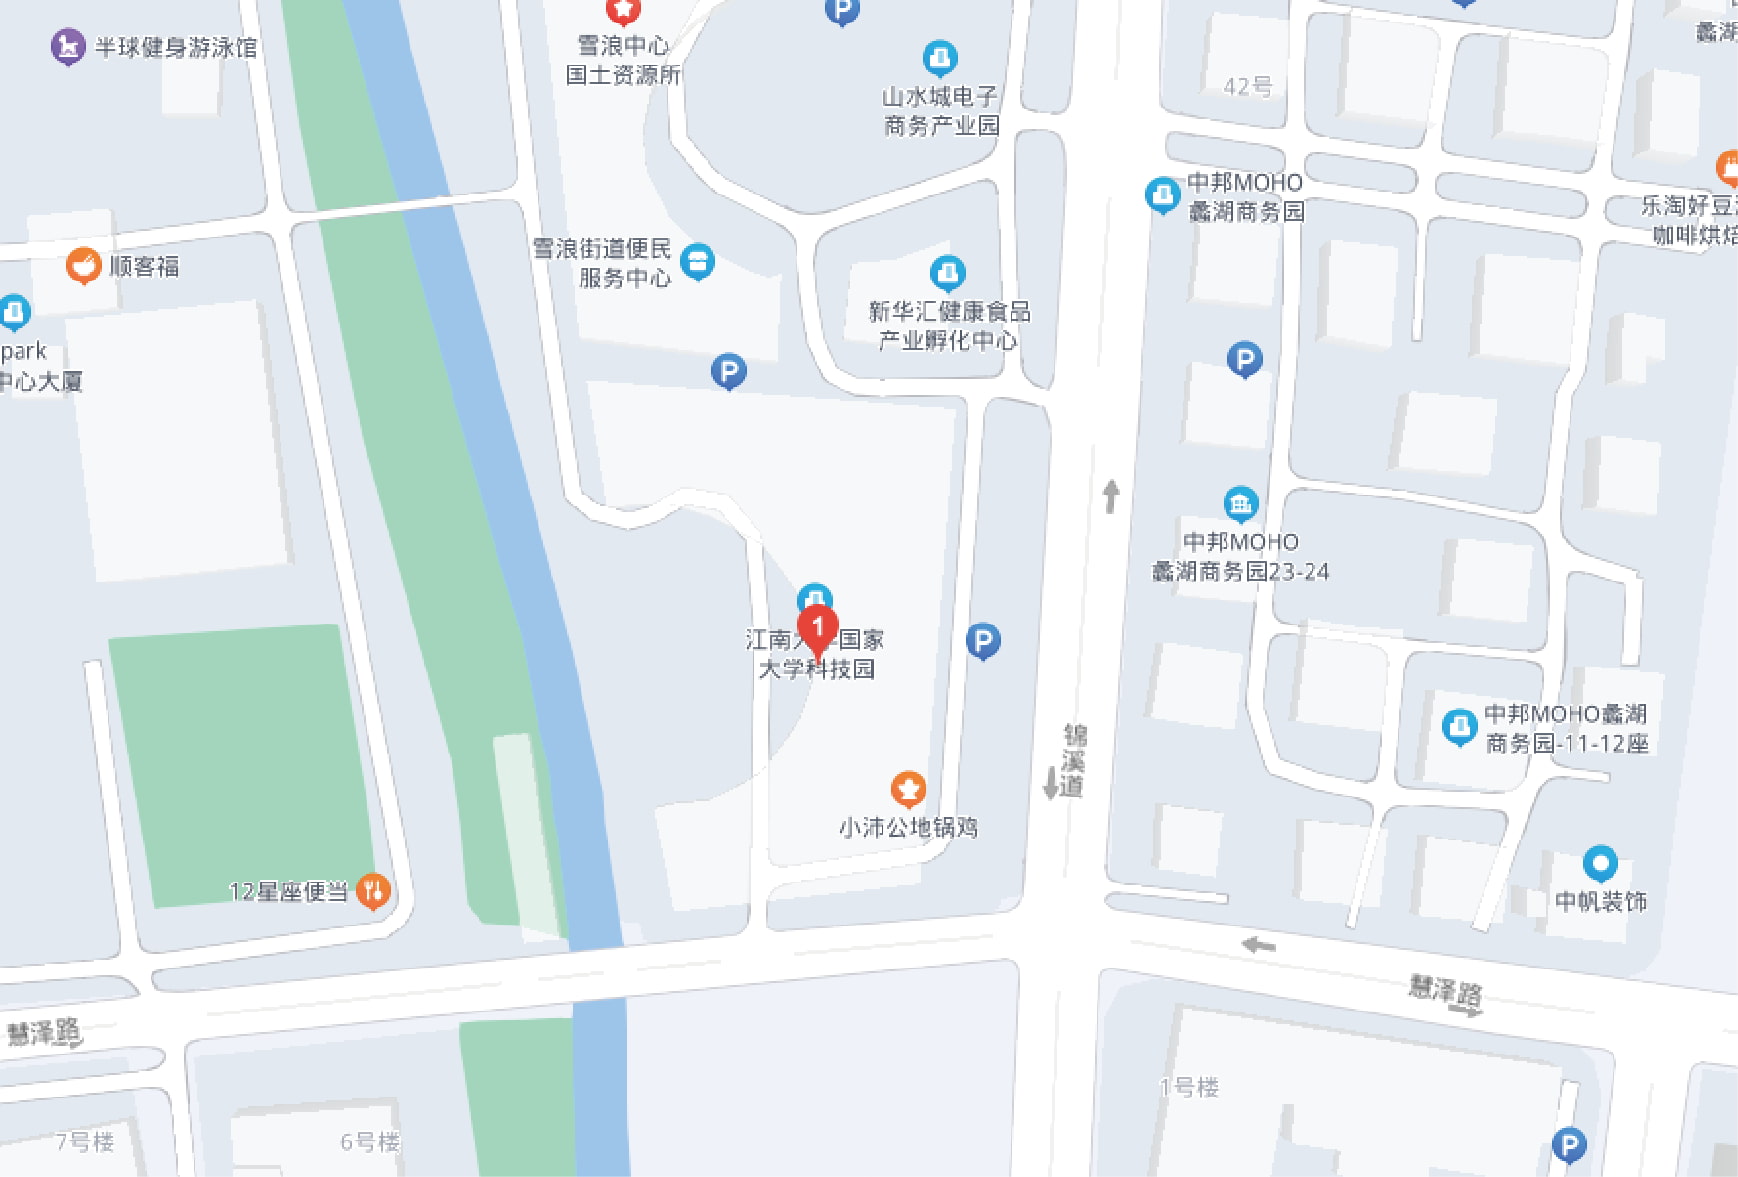 半球健身游泳馆
雪浪中心
国土资源所
P
山水城电子
商务产业园
42号
蠡湖
中邦MOHO
蠡湖商务园
乐淘好豆
咖啡烘焙
雪浪街道便民
服务中心
顺客福
新华汇健康食品
产业孵化中心
park
中心大厦
P
P
中邦MOHO
蠡湖商务园23-24
1
江南大学国家
大学科技园
P
锦溪道
中邦MOHO蠡湖
商务园-11-12座
小沛公地锅鸡
12星座便当
中帆装饰
慧泽路
慧泽路
1号楼
7号楼
6号楼
P